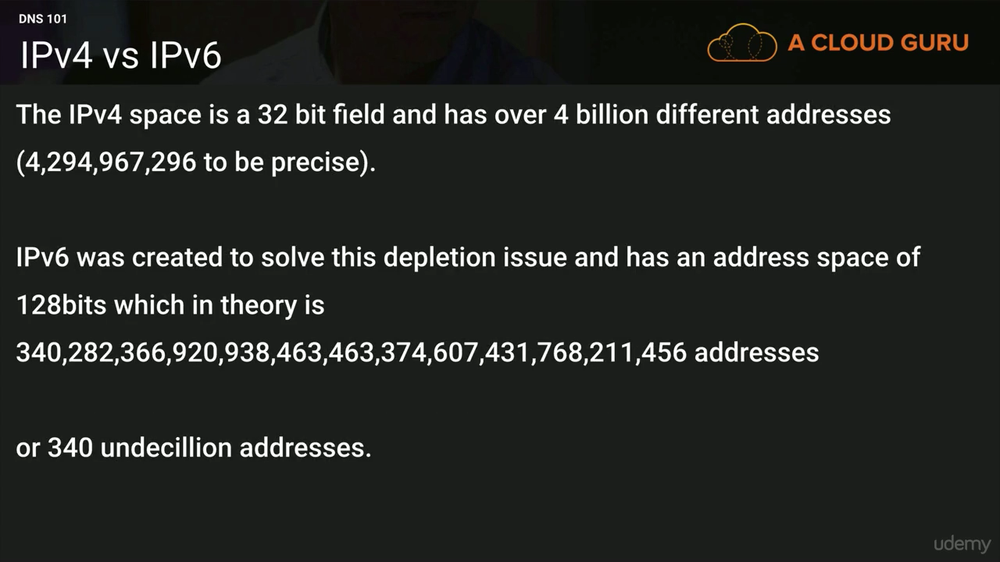 DNS 101
IPv4 vs IPv6
A CLOUD GURU
The IPv4 space is a 32 bit field and has over 4 billion different addresses
(4,294,967,296 to be precise).
IPv6 was created to solve this depletion issue and has an address space of
128bits which in theory is
340,282,366,920,938,463,463,374,607,431,768,211,456 addresses
or 340 undecillion addresses.
udemy